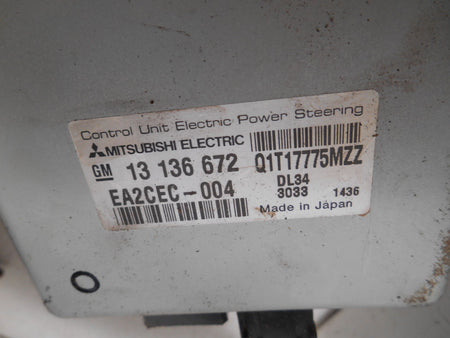 Control Unit Electric Power Steering
MITSUBISHI ELECTRIC
GM 13 136 672 Q1T17775MZZ
EA2CEC-004 DL34
3033 1436
Made in Japan